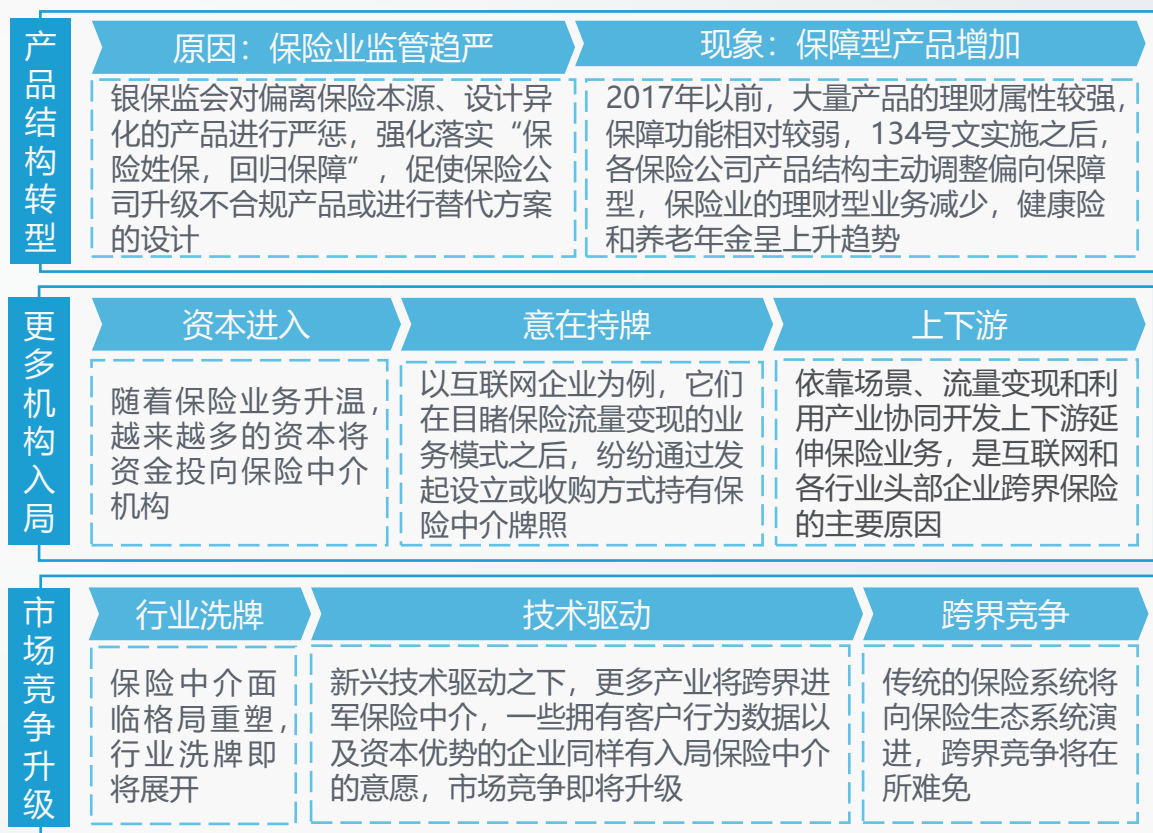 产品结构转型
原因：保险业监管趋严
银保监会对偏离保险本源、设计异
化的产品进行严惩，强化落实“保
险姓保，回归保障”，促使保险公
司升级不合规产品或进行替代方案
的设计
现象：保障型产品增加
2017年以前，大量产品的理财属性较强，
保障功能相对较弱，134号文实施之后，
各保险公司产品结构主动调整偏向保障
型，保险业的理财型业务减少，健康险
和养老年金呈上升趋势
更多机构入局
资本进入
随着保险业务升温，
越来越多的资本将
资金投向保险中介
机构
意在持牌
以互联网企业为例，它们
在目睹保险流量变现的业
务模式之后，纷纷通过发
起设立或收购方式持有保
险中介牌照
上下游
依靠场景、流量变现和利
用产业协同开发上下游延
伸保险业务，是互联网和
各行业头部企业跨界保险
的主要原因
市场竞争升级
行业洗牌
保险中介面
临格局重塑，
行业洗牌即
将展开
技术驱动
新兴技术驱动之下，更多产业将跨界进
军保险中介，一些拥有客户行为数据以
及资本优势的企业同样有入局保险中介
的意愿，市场竞争即将升级
跨界竞争
传统的保险系统将
向保险生态系统演
进，跨界竞争将在
所难免